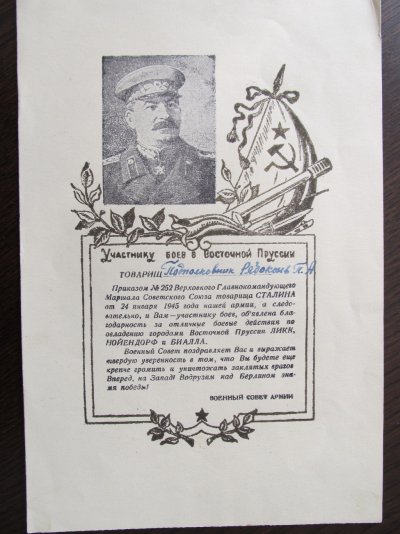 Участнику боев в Восточной Пруссии
ТОВАРИЩ Подполковник Редоконь П. А.
Приказом № 252 Верховного Главнокомандующего
Маршала Советского Союза товарища СТАЛИНА
от 24 января 1945 года нашей армии, а следо-
вательно, и Вам—участнику боев, об'явлена бла-
годарность за отличные боевые действия по
овладению городами Восточной Пруссии ЛИКК,
НОЙЕНДОРФ и БИАЛЛА.
Военный Совет поздравляет Вас и выражает
твердую уверенность в том, что Вы будете еще
крепче громить и уничтожать заклятых врагов
Вперед, на Запад! Водрузим над Берлином зна-
мя победы!
ВОЕННЫЙ СОВЕТ АРМИИ